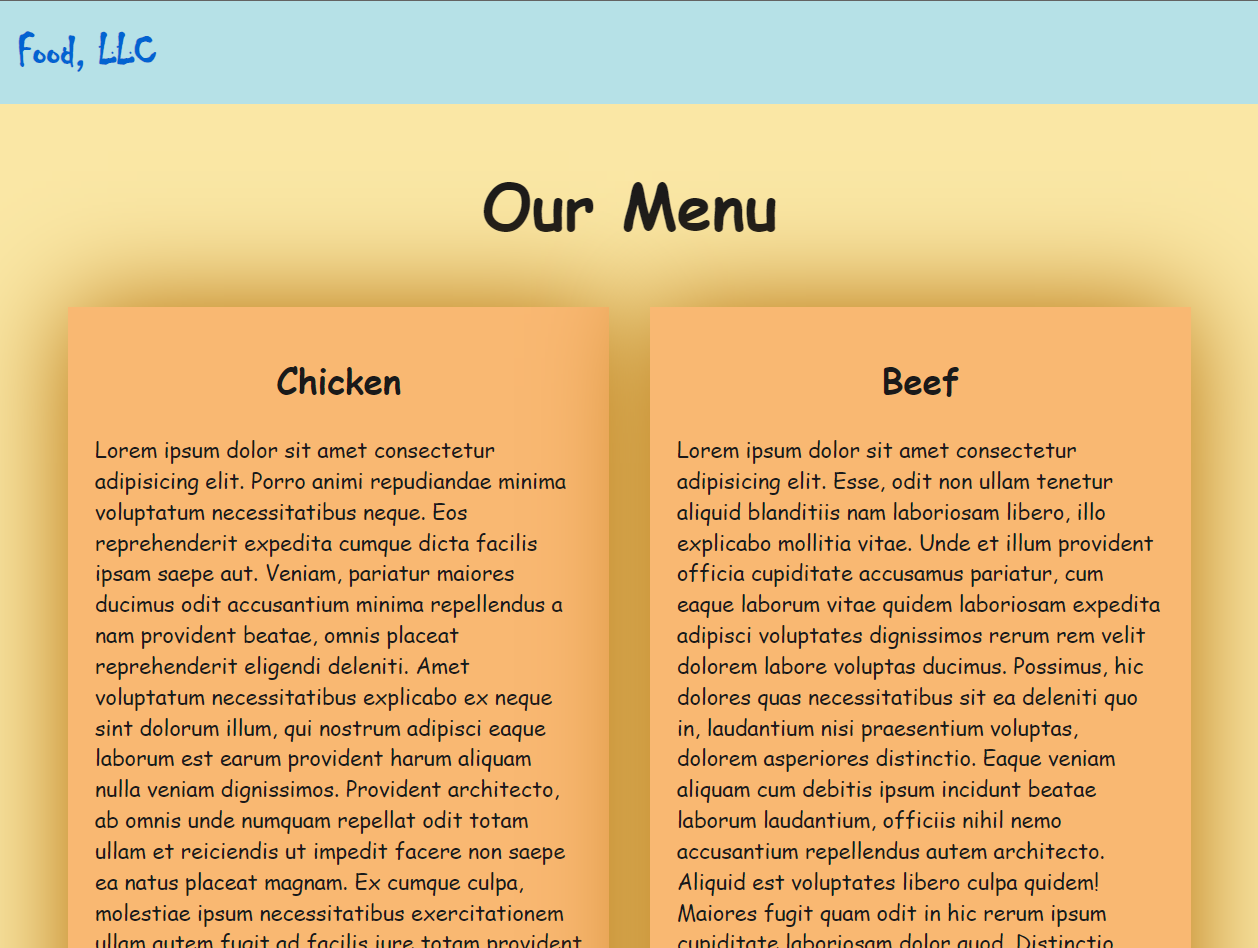 Food, LLC
Our Menu
Chicken
Lorem ipsum dolor sit amet consectetur
adipisicing elit. Porro animi repudiandae minima
voluptatum necessitatibus neque. Eos
reprehenderit expedita cumque dicta facilis
ipsam saepe aut. Veniam, pariatur maiores
ducimus odit accusantium minima repellendus a
nam provident beatae, omnis placeat
reprehenderit eligendi deleniti. Amet
voluptatum necessitatibus explicabo ex neque
sint dolorum illum, qui nostrum adipisci eaque
laborum est earum provident harum aliquam
nulla veniam dignissimos. Provident architecto,
ab omnis unde numquam repellat odit totam
ullam et reiciendis ut impedit facere non saepe
ea natus placeat magnam. Ex cumque culpa,
molestiae ipsum necessitatibus exercitationem
ullam autem fugit ad facilis iure totam provident
Beef
Lorem ipsum dolor sit amet consectetur
adipisicing elit. Esse, odit non ullam tenetur
aliquid blanditiis nam laboriosam libero, illo
explicabo mollitia vitae. Unde et illum provident
officia cupiditate accusamus pariatur, cum
eaque laborum vitae quidem laboriosam expedita
adipisci voluptates dignissimos rerum rem velit
dolorem labore voluptas ducimus. Possimus, hic
dolores quas necessitatibus sit ea deleniti quo
in, laudantium nisi praesentium voluptas,
dolorem asperiores distinctio. Eaque veniam
aliquam cum debitis ipsum incidunt beatae
laborum laudantium, officiis nihil nemo
accusantium repellendus autem architecto.
Aliquid est voluptates libero culpa quidem!
Maiores fugit quam odit in hic rerum ipsum
cupiditate laboriosam dolor quod. Distinctio